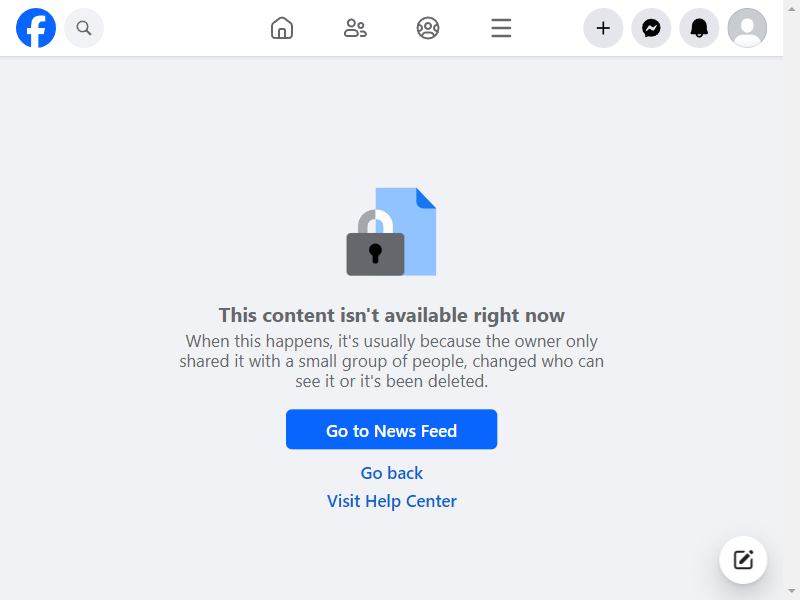 This content isn't available right now
When this happens, it's usually because the owner only
shared it with a small group of people, changed who can
see it or it's been deleted.
Go to News Feed
Go back
Visit Help Center